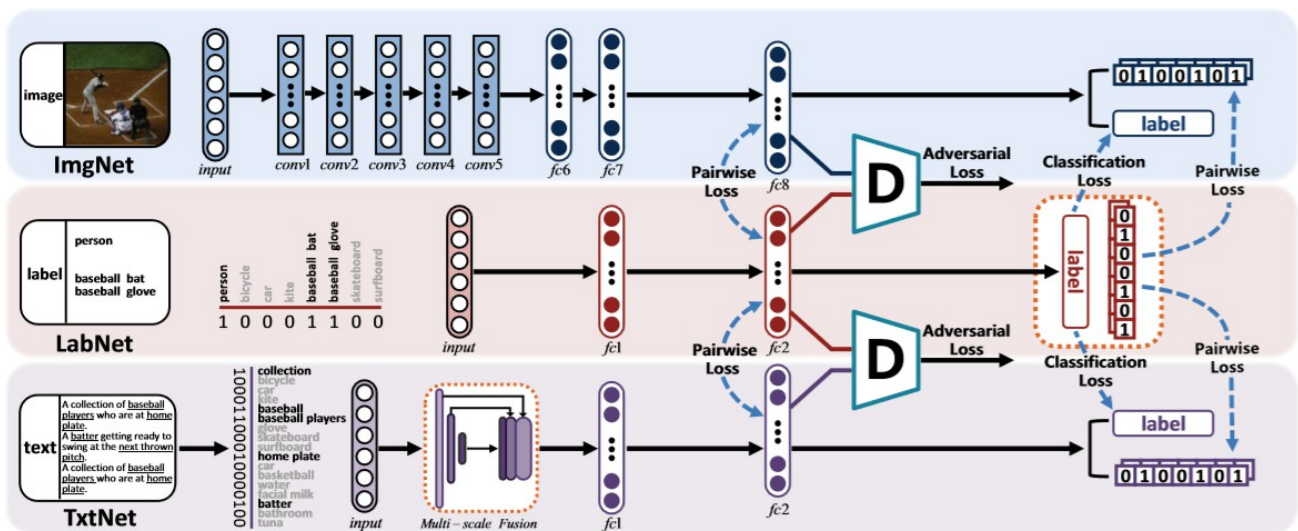 image
ImgNet
input
conv1
conv2
conv3
conv4
conv5
fc6
fc7
fc8
Pairwise
Loss
D
Adversarial
Loss
Classification
Loss
Pairwise
Loss
0 1 0 0 1 0 1
label
label
person
baseball bat
baseball glove
LabNet
person
bicycle
car
kite
baseball bat
baseball glove
skateboard
surfboard
1 0 0 0 1 1 0 0
input
fc1
fc2
label
0
1
0
0
1
0
1
Pairwise
Loss
D
Adversarial
Loss
Classification
Loss
Pairwise
Loss
text
A collection of baseball
players who are at home
plate.
A batter getting ready to
swing at the next thrown
pitch.
A collection of baseball
players who are at home
plate.
TxtNet
10000110001000010 0
collection
bicycle
car
kite
baseball
baseball players
glove
skateboard
surfboard
home plate
car
basketball
water
facial milk
batter
bathroom
tuna
input
Multi - scale Fusion
fc1
fc2
label
0 1 0 0 1 0 1